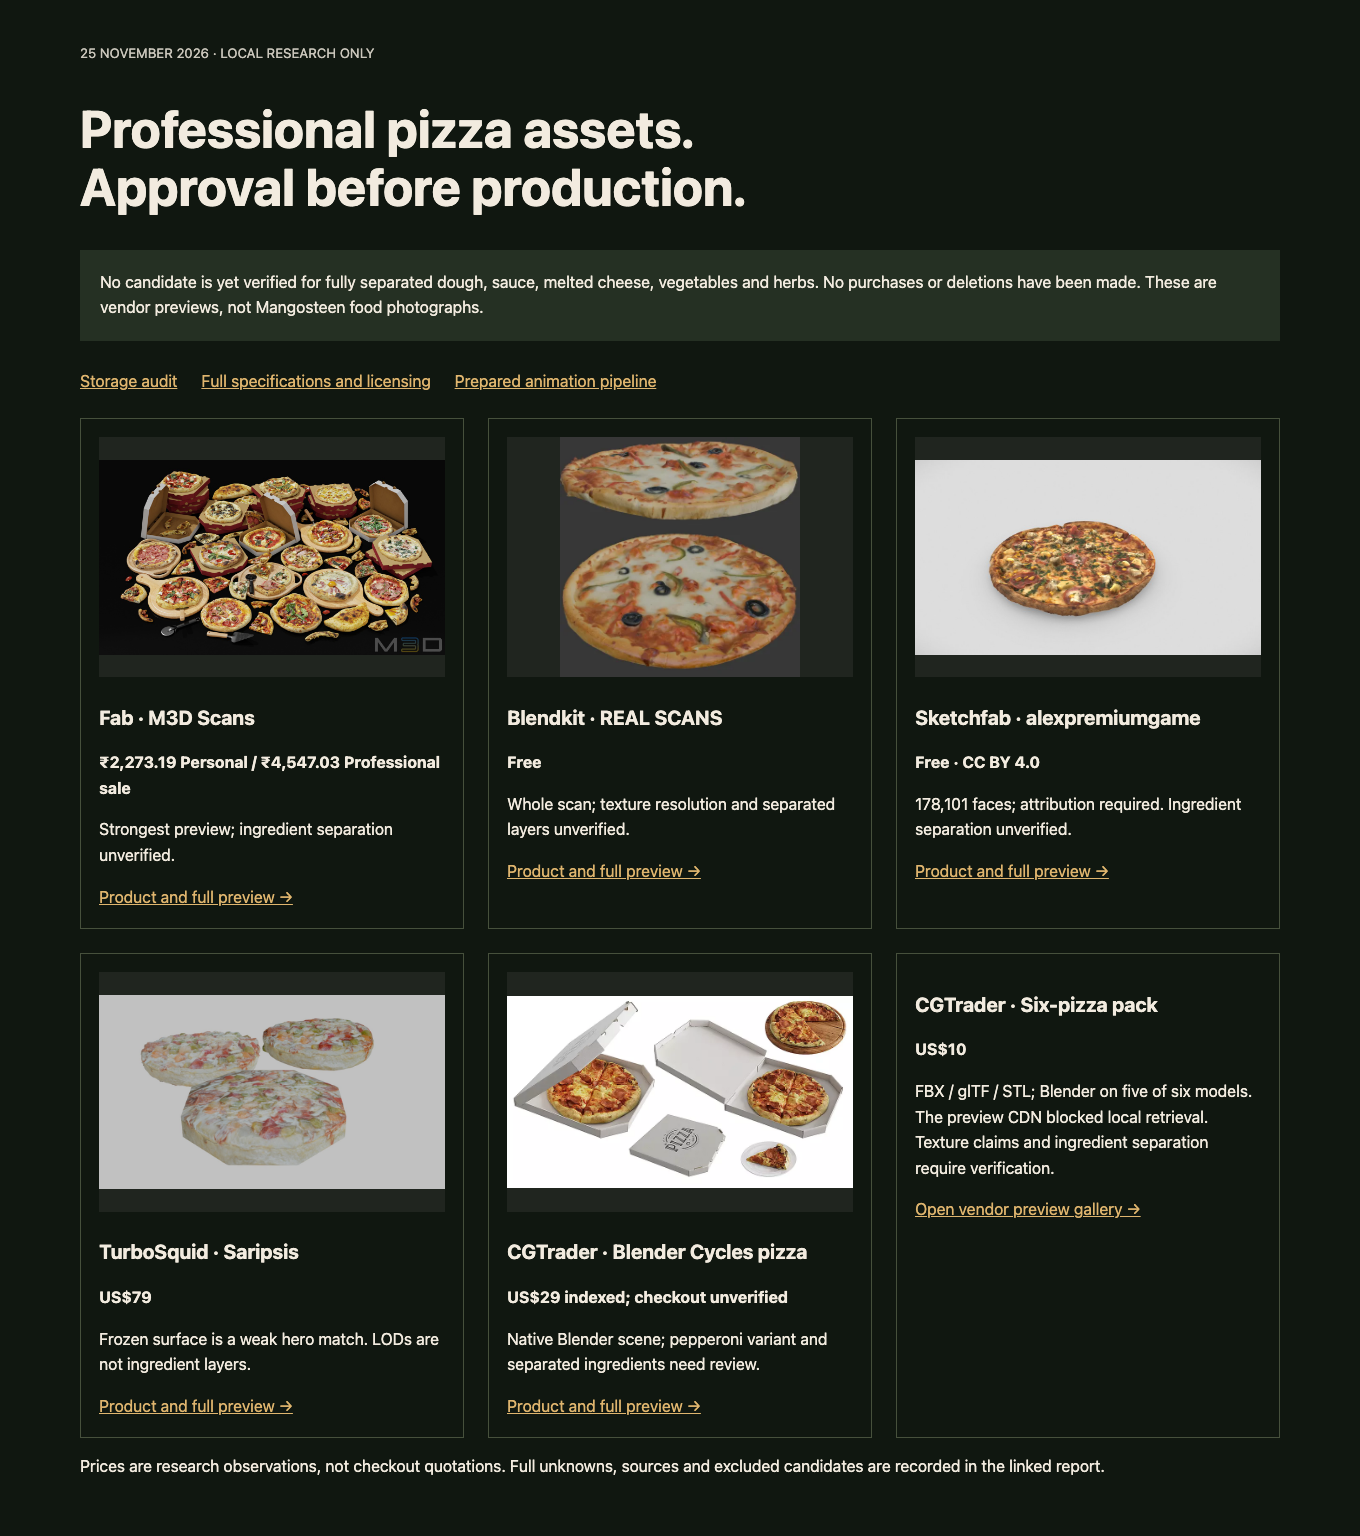 25 NOVEMBER 2026 · LOCAL RESEARCH ONLY
Professional pizza assets.
Approval before production.
No candidate is yet verified for fully separated dough, sauce, melted cheese, vegetables and herbs. No purchases or deletions have been made. These are
vendor previews, not Mangosteen food photographs.
Storage audit Full specifications and licensing Prepared animation pipeline
M3D
Fab · M3D Scans
₹2,273.19 Personal / ₹4,547.03 Professional
sale
Strongest preview; ingredient separation
unverified.
Product and full preview →
Blendkit · REAL SCANS
Free
Whole scan; texture resolution and separated
layers unverified.
Product and full preview →
Sketchfab · alexpremiumgame
Free · CC BY 4.0
178,101 faces; attribution required. Ingredient
separation unverified.
Product and full preview →
TurboSquid · Saripsis
US$79
Frozen surface is a weak hero match. LODs are
not ingredient layers.
Product and full preview →
PIZZA
CGTrader · Blender Cycles pizza
US$29 indexed; checkout unverified
Native Blender scene; pepperoni variant and
separated ingredients need review.
Product and full preview →
CGTrader · Six-pizza pack
US$10
FBX / glTF / STL; Blender on five of six models.
The preview CDN blocked local retrieval.
Texture claims and ingredient separation
require verification.
Open vendor preview gallery →
Prices are research observations, not checkout quotations. Full unknowns, sources and excluded candidates are recorded in the linked report.